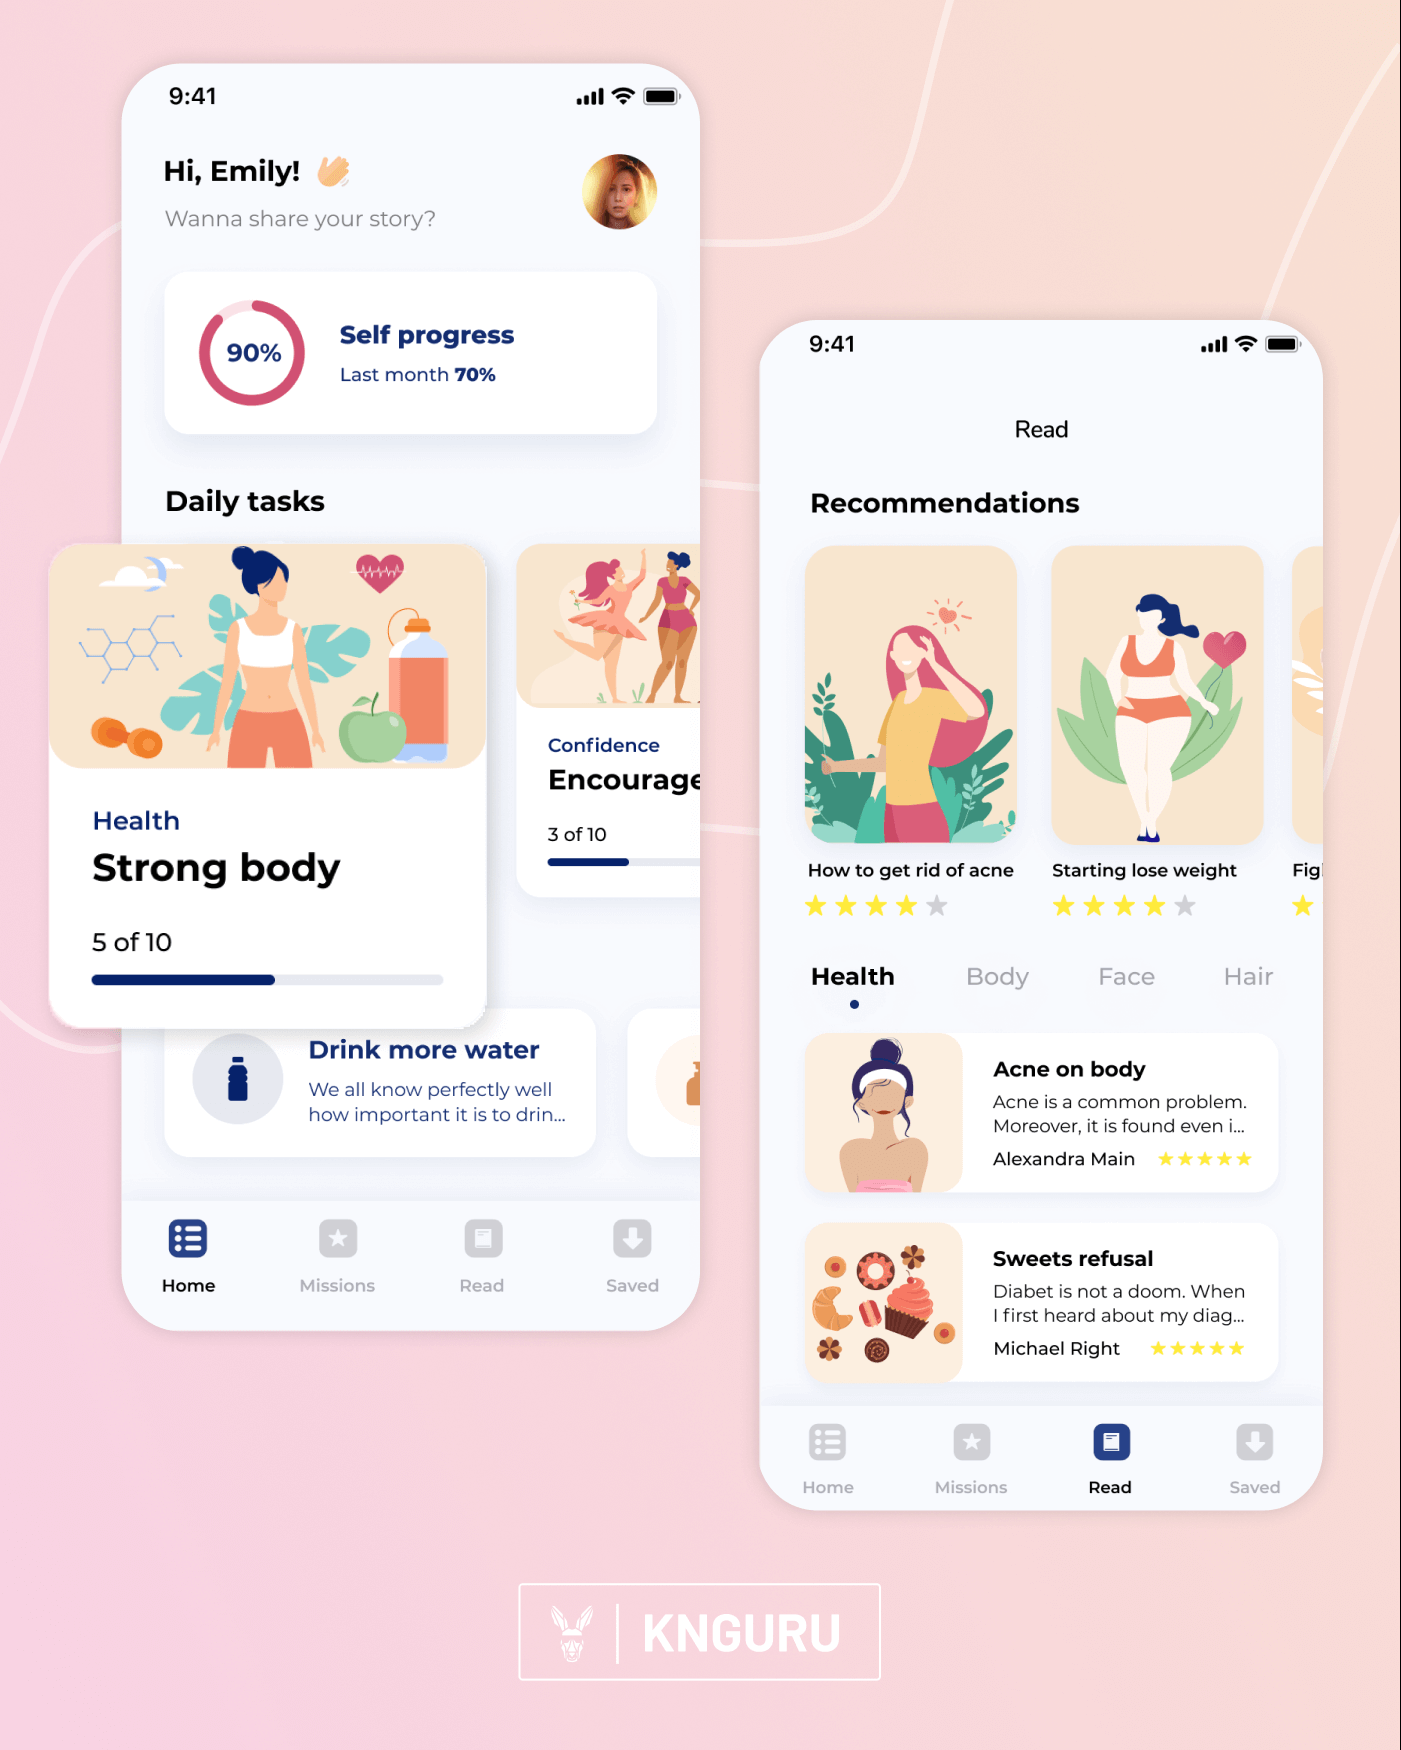 9:41
Hi, Emily!
Wanna share your story?
90%
Self progress
Last month 70%
Daily tasks
Health
Strong body
5 of 10
Confidence
Encourage
3 of 10
Drink more water
We all know perfectly well
how important it is to drin...
Home
Missions
Read
Saved
9:41
Read
Recommendations
How to get rid of acne
Starting lose weight
Health
Body
Face
Hair
Acne on body
Acne is a common problem.
Moreover, it is found even i...
Alexandra Main
Sweets refusal
Diabet is not a doom. When
I first heard about my diag...
Michael Right
Home
Missions
Read
Saved
KNGURU